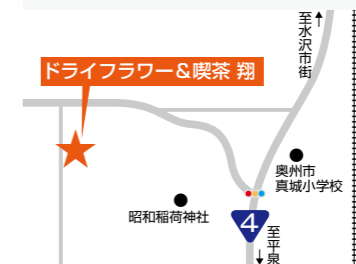 至水沢市街
ドライフラワー&喫茶 翔
奥州市
真城小学校
昭和稲荷神社
4
至平泉